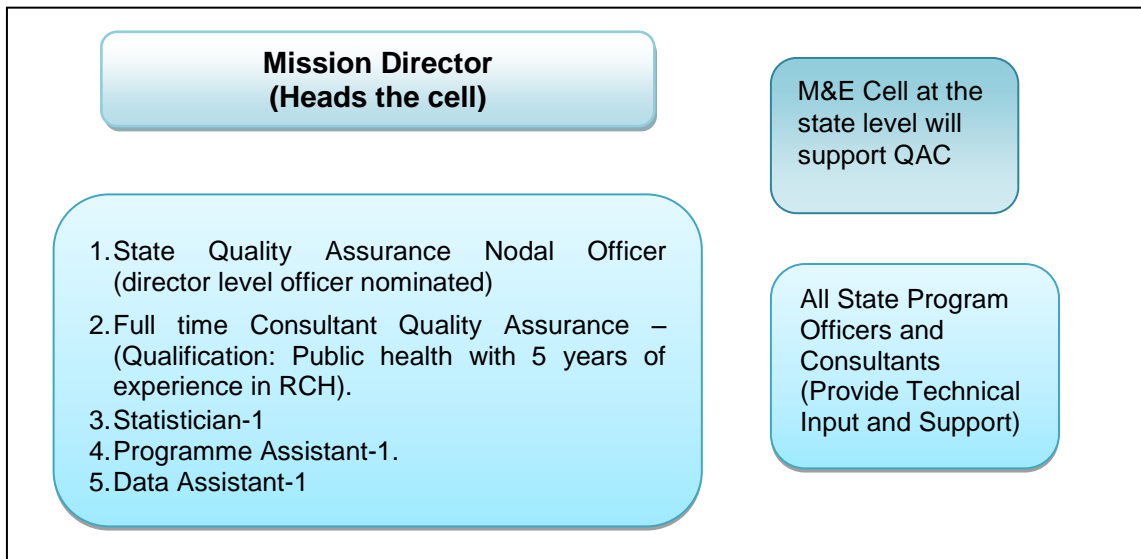 Mission Director
(Heads the cell)
M&E Cell at the
state level will
support QAC
1.State Quality Assurance Nodal Officer
(director level officer nominated)
2.Full time Consultant Quality Assurance –
(Qualification: Public health with 5 years of
experience in RCH).
3.Statistician-1
4.Programme Assistant-1.
5.Data Assistant-1
All State Program
Officers and
Consultants
(Provide Technical
Input and Support)